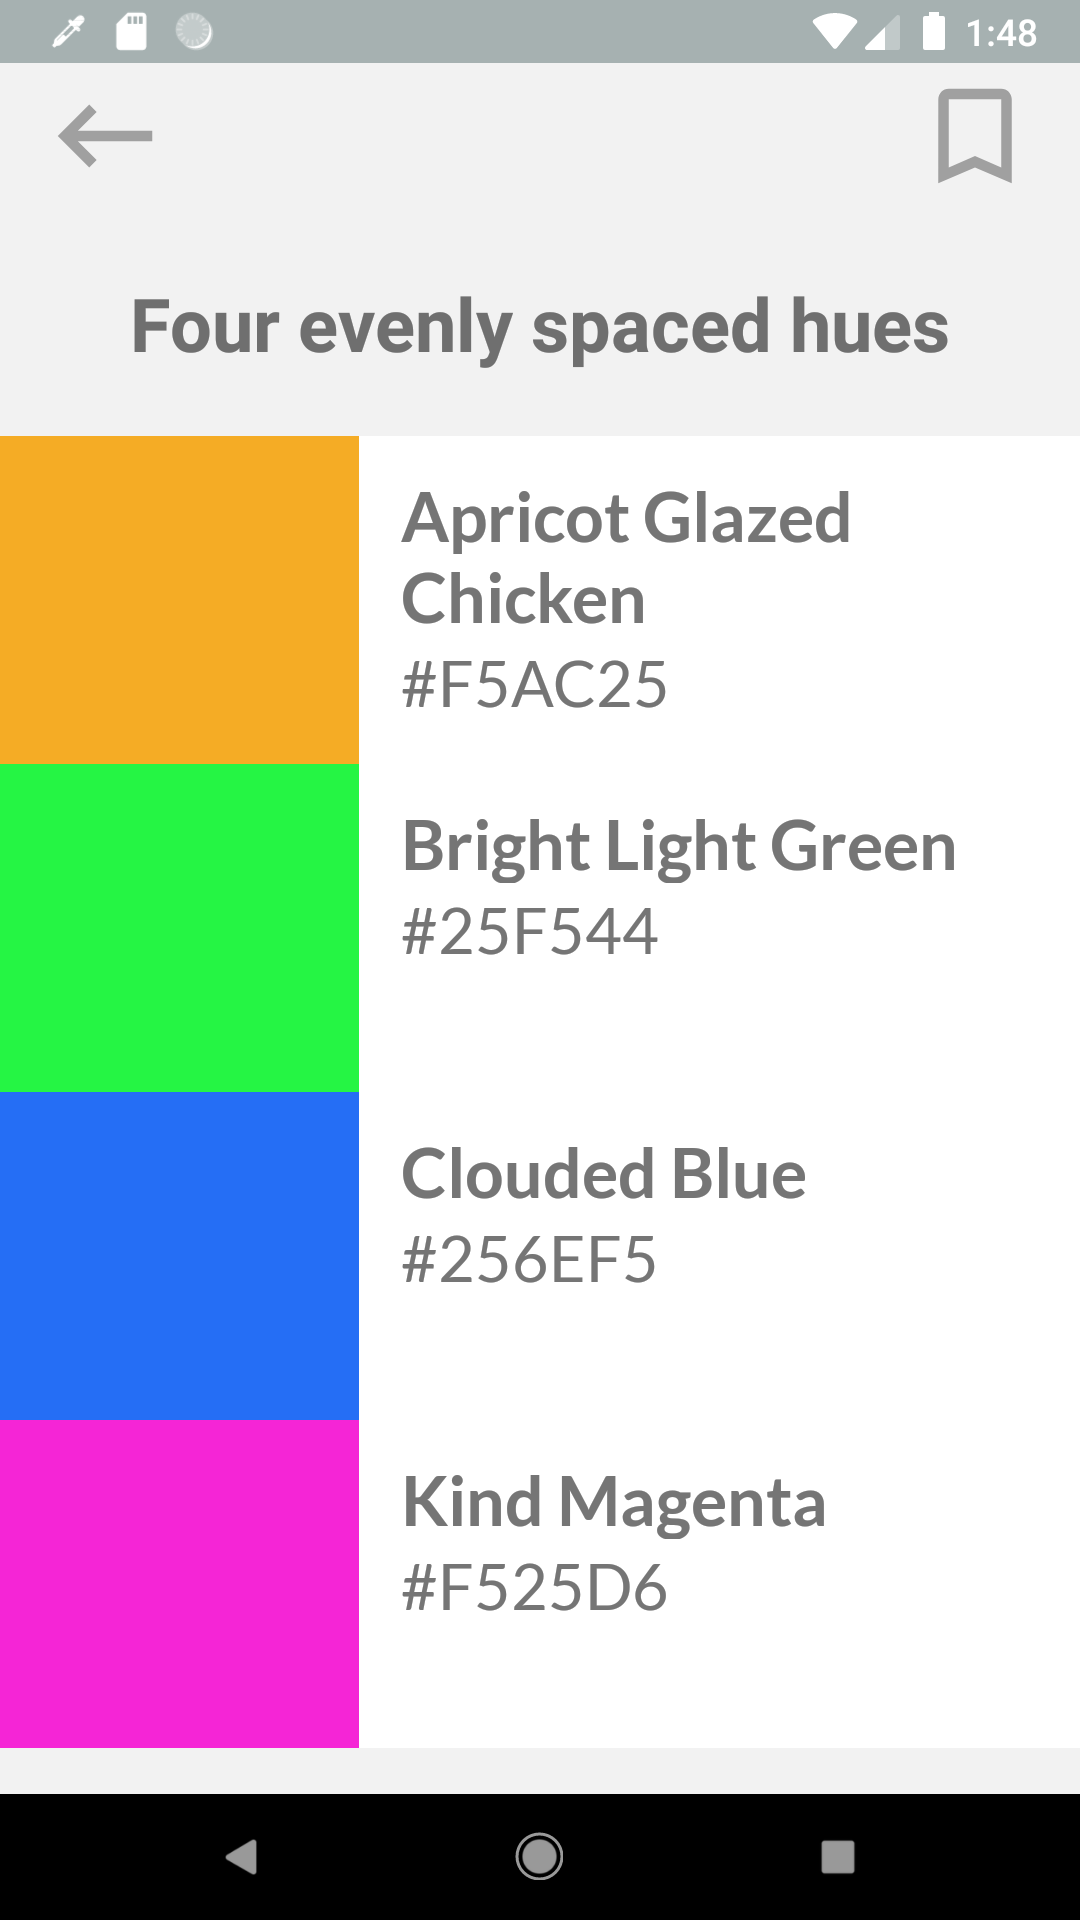 1:48
Four evenly spaced hues
Apricot Glazed
Chicken
#F5AC25
Bright Light Green
#25F544
Clouded Blue
#256EF5
Kind Magenta
#F525D6